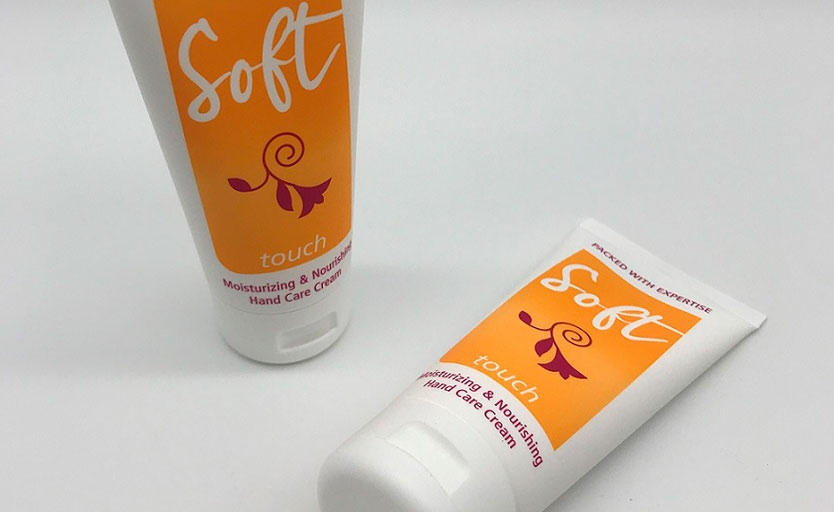 Soft
touch
Moisturizing & Nourishing
Hand Care Cream
PACKED WITH EXPERTISE
Soft
touch
Moisturizing & Nourishing
Hand Care Cream